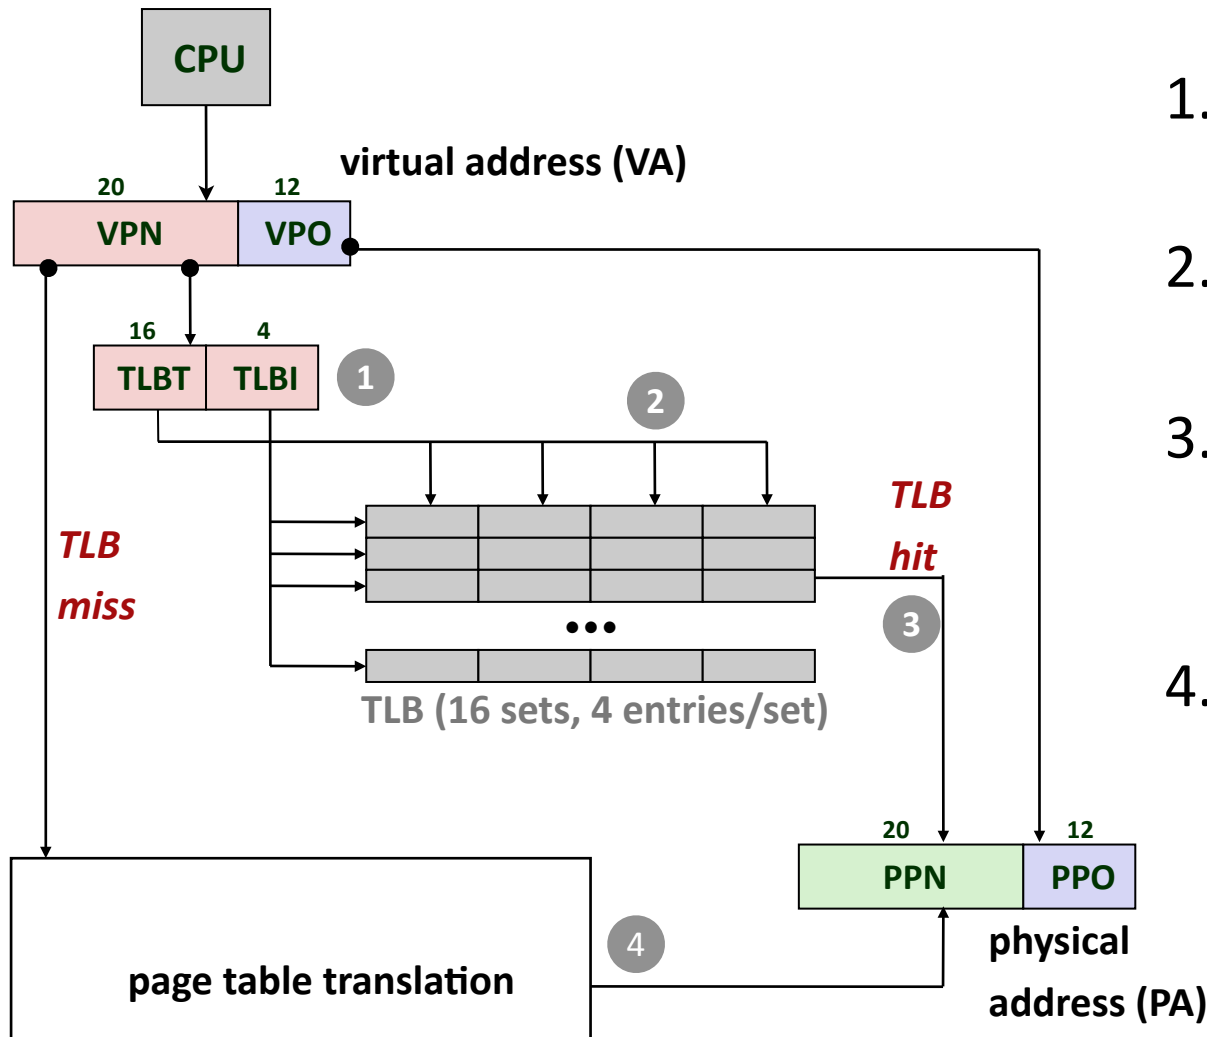 CPU
1.
virtual address (VA)
20
12
VPN
VPO
2.
16
4
TLBT
TLBI
1
2
3.
TLB
hit
TLB
miss
3
•••
TLB (16 sets, 4 entries/set)
4.
20
12
PPN
PPO
4
physical
address (PA)
page table translation